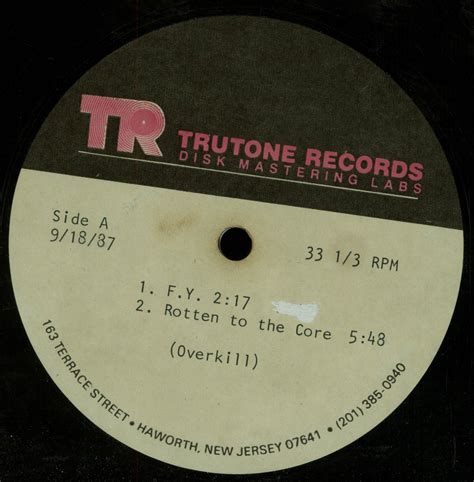 TR
TRUTONE RECORDS
DISK MASTERING LABS
Side A
9/18/87
33 1/3 RPM
1. F.Y. 2:17
2. Rotten to the Core 5:48
(Overkill)
163 TERRACE STREET • HAWORTH, NEW JERSEY 07641 • (201) 385-0940